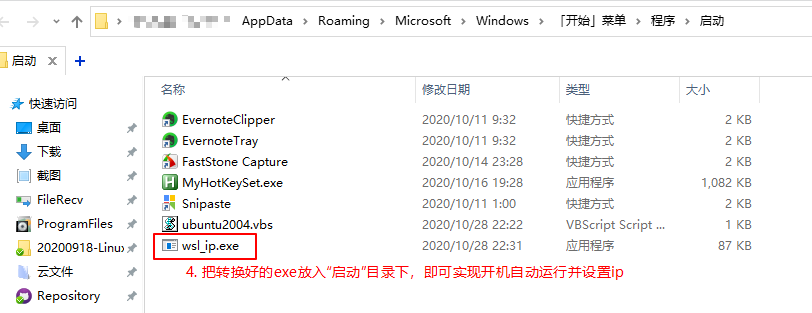 AppData > Roaming > Microsoft > Windows > 「开始」菜单 > 程序 > 启动
启动
名称 修改日期 类型 大小
快速访问
桌面
下载
截图
FileRecv
ProgramFiles
20200918-Linux
云文件
Repository
EvernoteClipper 2020/10/11 9:32 快捷方式 2 KB
EvernoteTray 2020/10/11 9:32 快捷方式 2 KB
FastStone Capture 2020/10/14 23:28 快捷方式 2 KB
MyHotKeySet.exe 2020/10/16 19:28 应用程序 1,082 KB
Snipaste 2020/10/11 1:00 快捷方式 2 KB
ubuntu2004.vbs 2020/10/28 22:22 VBScript Script ... 1 KB
wsl_ip.exe 2020/10/28 22:31 应用程序 87 KB
4. 把转换好的exe放入“启动”目录下，即可实现开机自动运行并设置ip